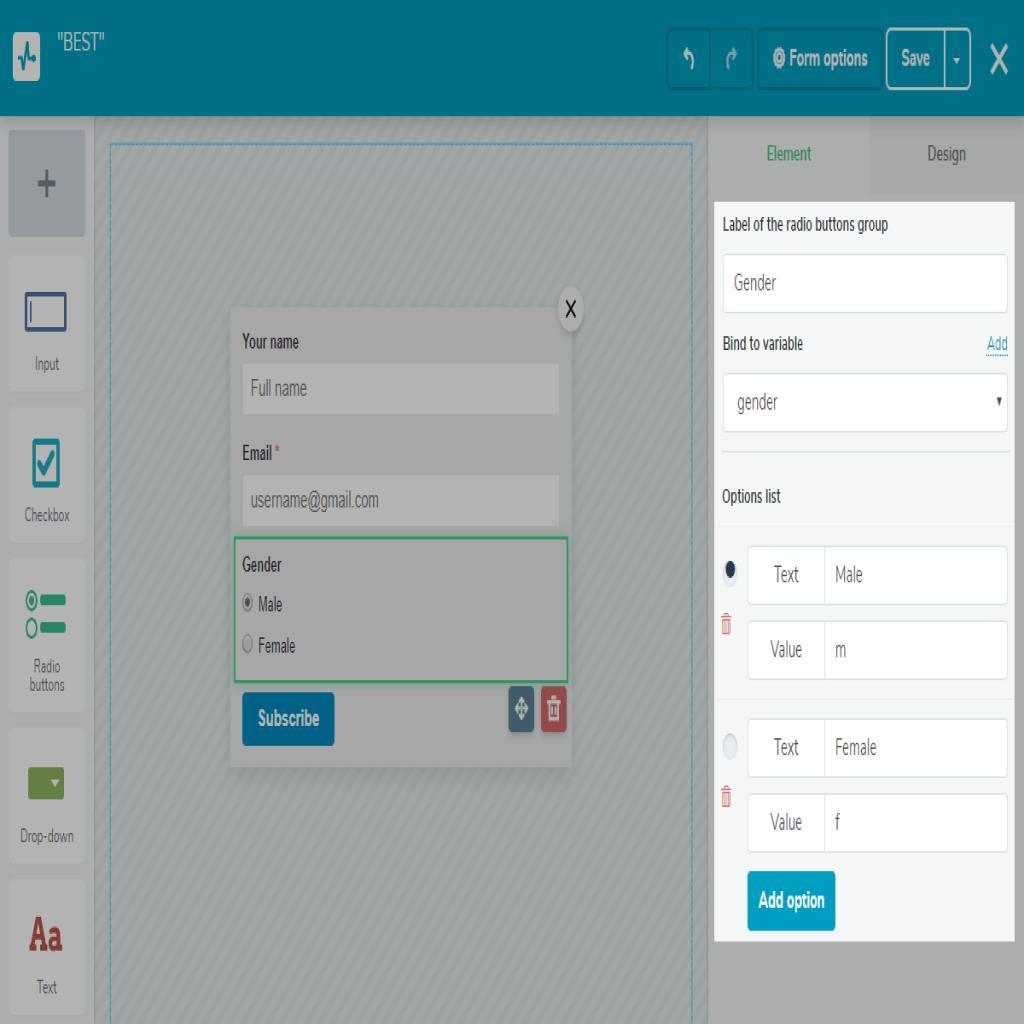 "BEST"
Form options
Save
X
+
Input
Checkbox
Radio
buttons
Drop-down
Aa
Text
X
Your name
Full name
Email *
username@gmail.com
Gender
Male
Female
Subscribe
Element
Design
Label of the radio buttons group
Gender
Bind to variable
Add
gender
Options list
Text
Male
Value
m
Text
Female
Value
f
Add option